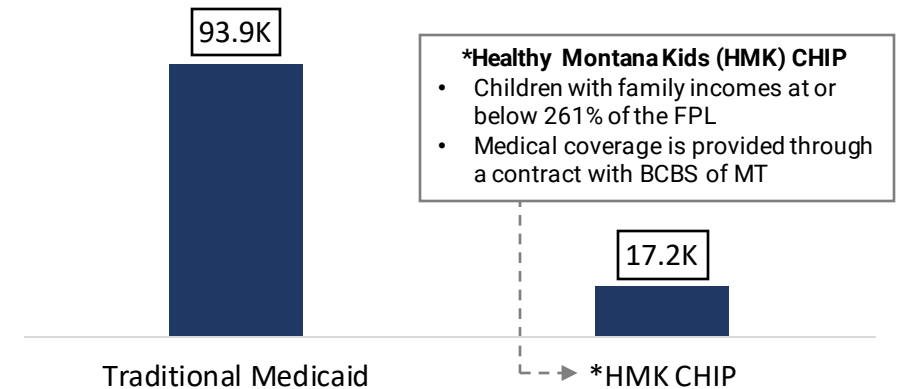 93.9K
*Healthy Montana Kids (HMK) CHIP
• Children with family incomes at or
below 261% of the FPL
• Medical coverage is provided through
a contract with BCBS of MT
17.2K
Traditional Medicaid
*HMK CHIP